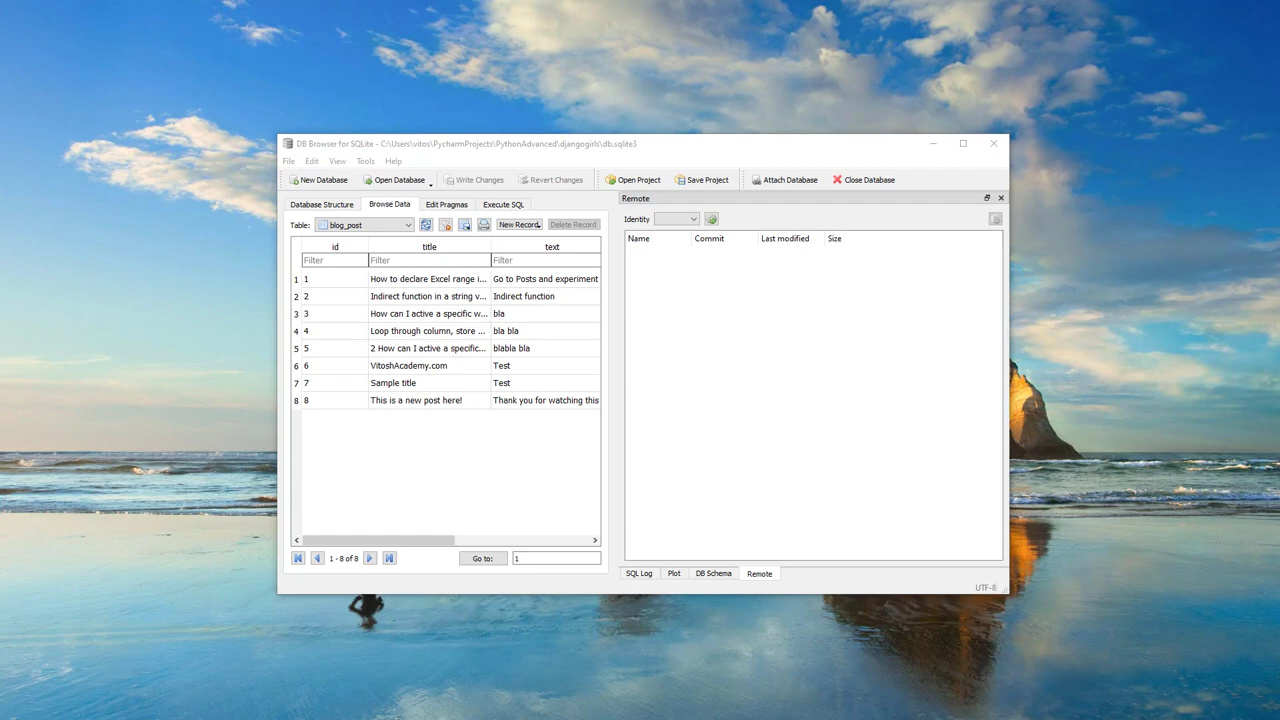 DB Browser for SQLite - C:\Users\vitos\PycharmProjects\PythonAdvanced\djangogirls\db.sqlite3
File Edit View Tools Help
New Database Open Database Write Changes Revert Changes Open Project Save Project Attach Database Close Database
Database Structure Browse Data Edit Pragmas Execute SQL
Table: blog_post New Record Delete Record
id title text
Filter Filter Filter
1 1 How to declare Excel range i... Go to Posts and experiment
2 2 Indirect function in a string v... Indirect function
3 3 How can I active a specific w... bla
4 4 Loop through column, store ... bla bla
5 5 2 How can I active a specific... blabla bla
6 6 VitoshAcademy.com Test
7 7 Sample title Test
8 8 This is a new post here! Thank you for watching this
1 - 8 of 8 Go to: 1
Remote
Identity
Name Commit Last modified Size
SQL Log Plot DB Schema Remote
UTF-8